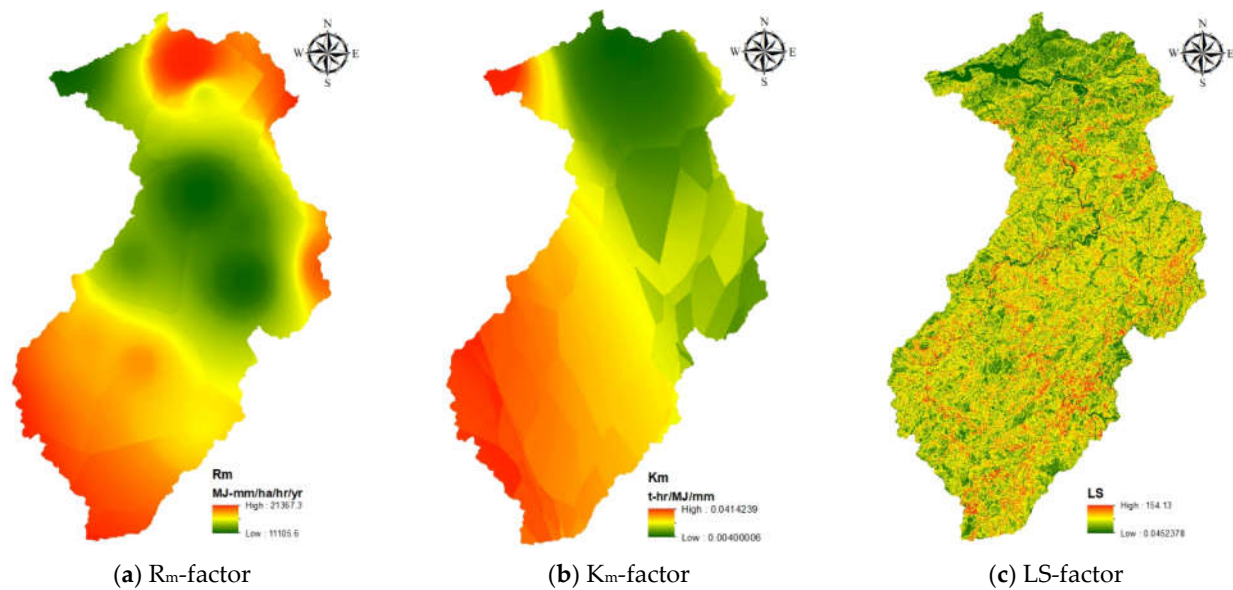 N
W E
S
Rm
MJ-mm/ha/hr/yr
High : 21367.3
Low : 11105.6
(a) Rm-factor
N
W E
S
Km
t-hr/MJ/mm
High : 0.0414239
Low : 0.00400006
(b) Km-factor
N
W E
S
LS
High : 154.13
Low : 0.0452378
(c) LS-factor